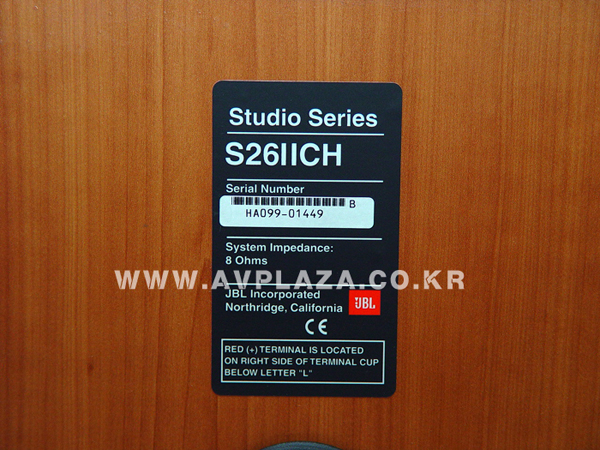 Studio Series
S26IICH
Serial Number
B
HA099-01449
System Impedance:
8 Ohms
WWW.AVPLAZA.CO.KR
JBL Incorporated
Northridge, California
JBL
CE
RED (+) TERMINAL IS LOCATED
ON RIGHT SIDE OF TERMINAL CUP
BELOW LETTER "L"